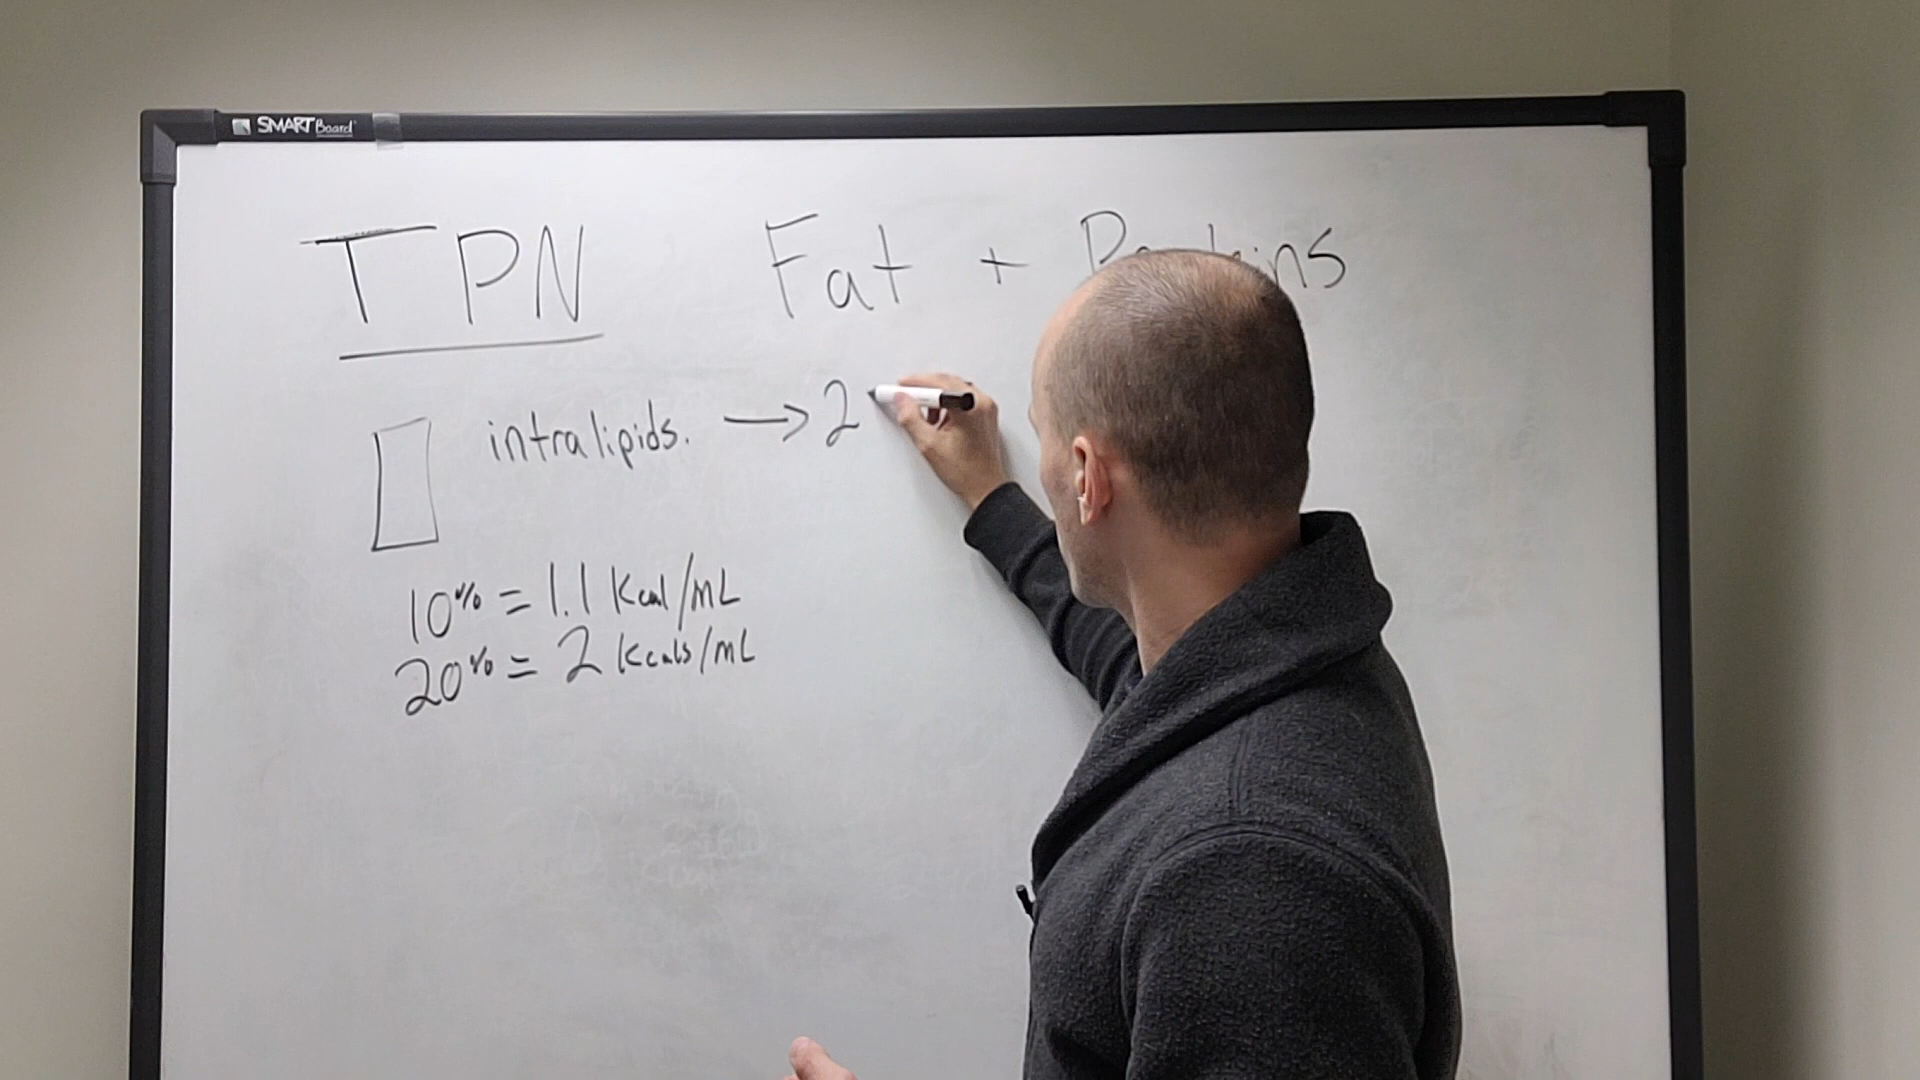 SMART Board
TPN Fat +
intralipids. → 2
10% = 1.1 Kcal/mL
20% = 2 Kcals/mL